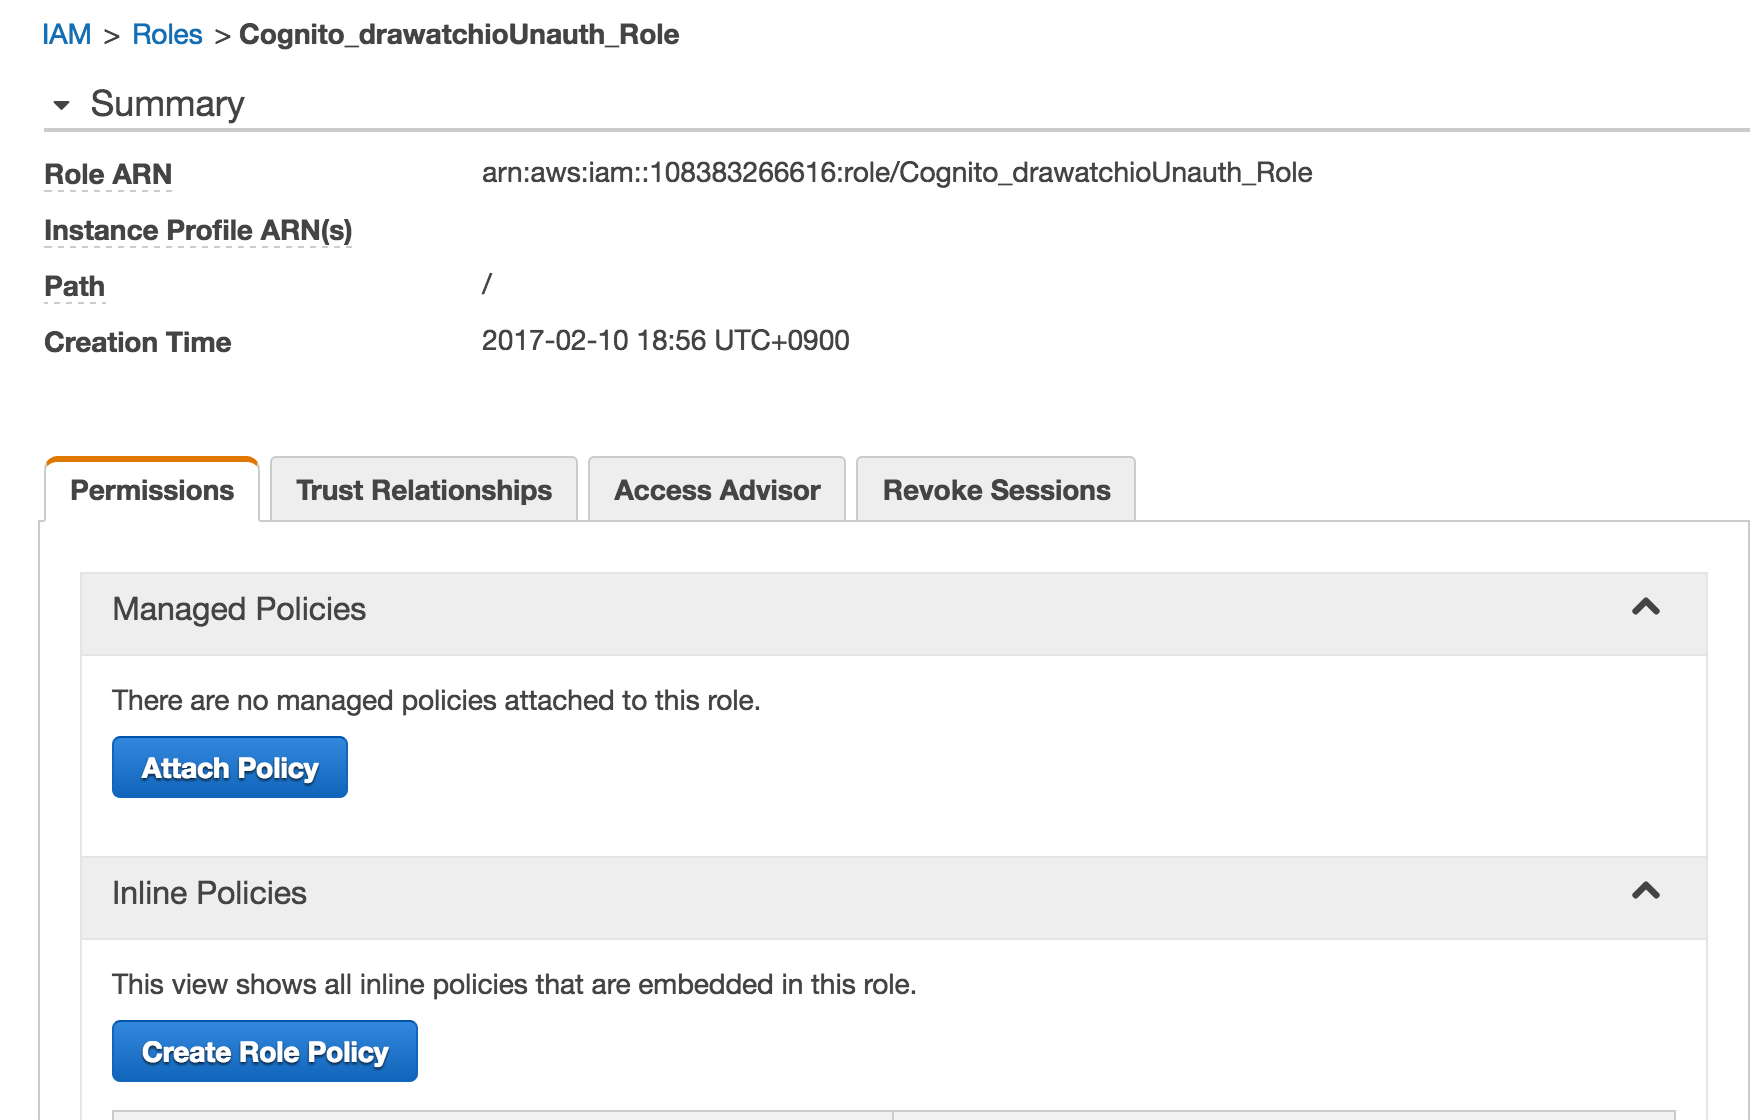 IAM > Roles > Cognito_drawatchioUnauth_Role
Summary
Role ARN arn:aws:iam::108383266616:role/Cognito_drawatchioUnauth_Role
Instance Profile ARN(s)
Path /
Creation Time 2017-02-10 18:56 UTC+0900
Permissions Trust Relationships Access Advisor Revoke Sessions
Managed Policies
There are no managed policies attached to this role.
Attach Policy
Inline Policies
This view shows all inline policies that are embedded in this role.
Create Role Policy